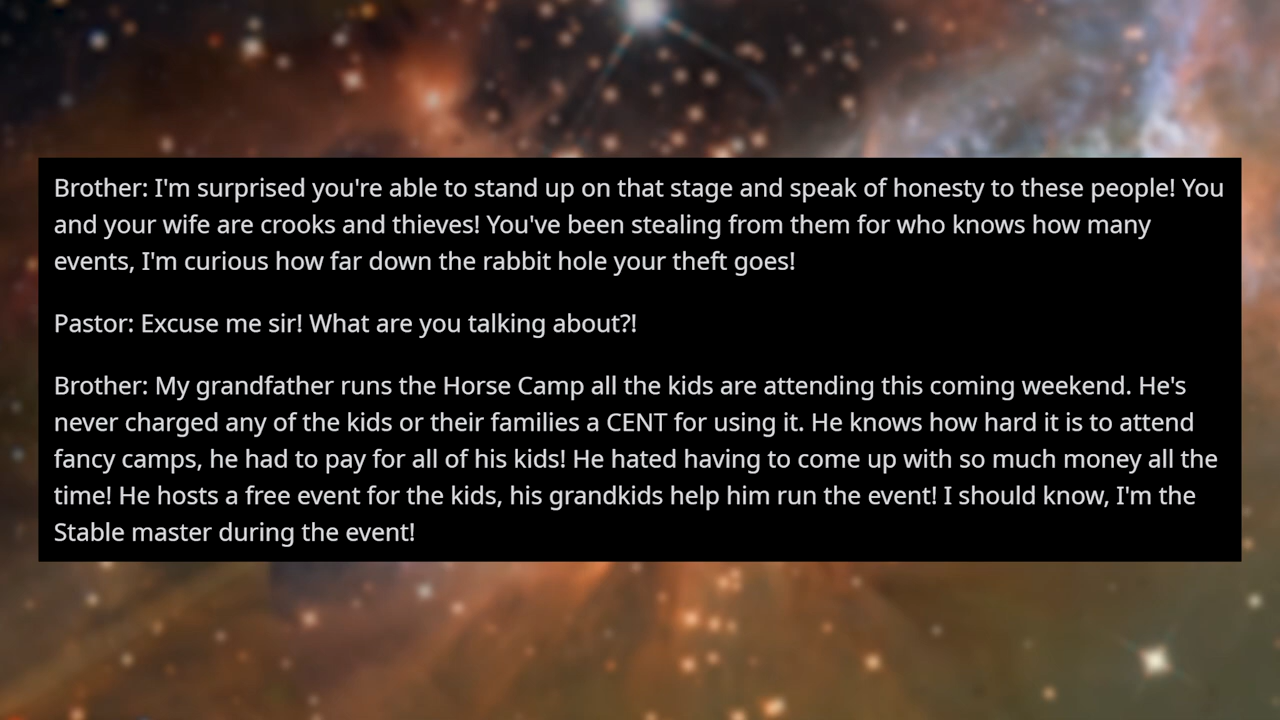 Brother: I'm surprised you're able to stand up on that stage and speak of honesty to these people! You
and your wife are crooks and thieves! You've been stealing from them for who knows how many
events, I'm curious how far down the rabbit hole your theft goes!
Pastor: Excuse me sir! What are you talking about?!
Brother: My grandfather runs the Horse Camp all the kids are attending this coming weekend. He's
never charged any of the kids or their families a CENT for using it. He knows how hard it is to attend
fancy camps, he had to pay for all of his kids! He hated having to come up with so much money all the
time! He hosts a free event for the kids, his grandkids help him run the event! I should know, I'm the
Stable master during the event!